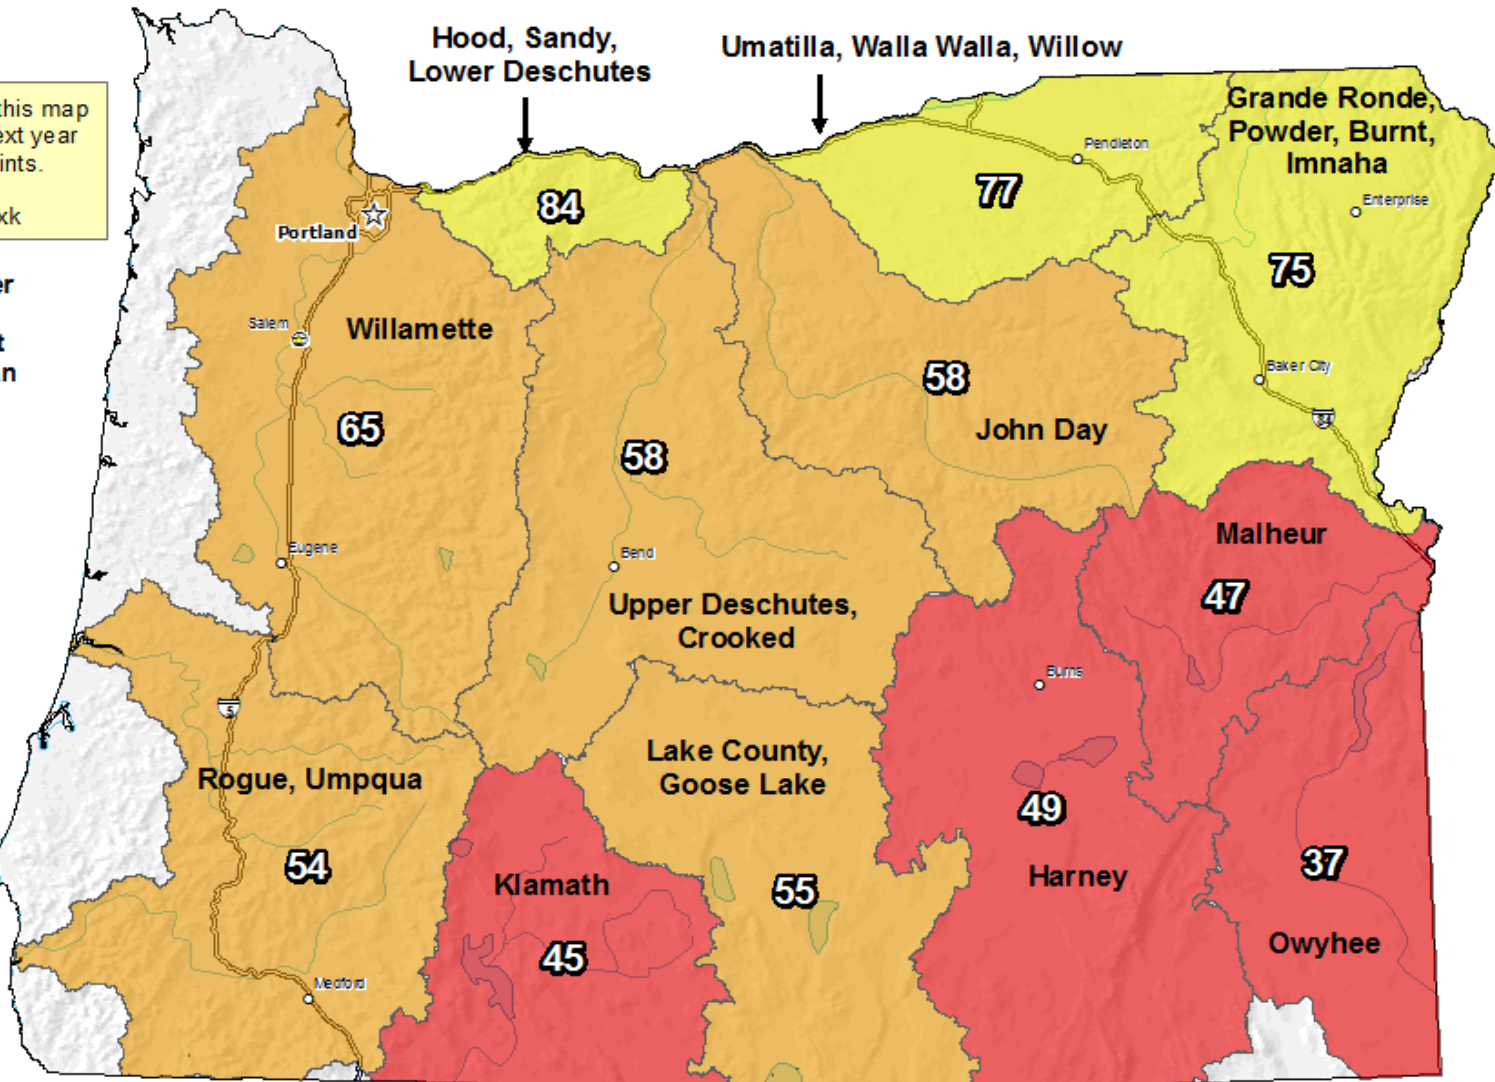 Hood, Sandy,
Lower Deschutes
Umatilla, Walla Walla, Willow
this map
ext year
ints.
xk
er
t
an
Grande Ronde,
Powder, Burnt,
Imnaha
Pendleton
Enterprise
84
77
75
Portland
Salem
Willamette
65
58
58
John Day
Baker City
84
Eugene
Bend
Upper Deschutes,
Crooked
Malheur
47
Burns
5
Rogue, Umpqua
54
Lake County,
Goose Lake
55
49
Harney
37
Owyhee
Klamath
45
Medford